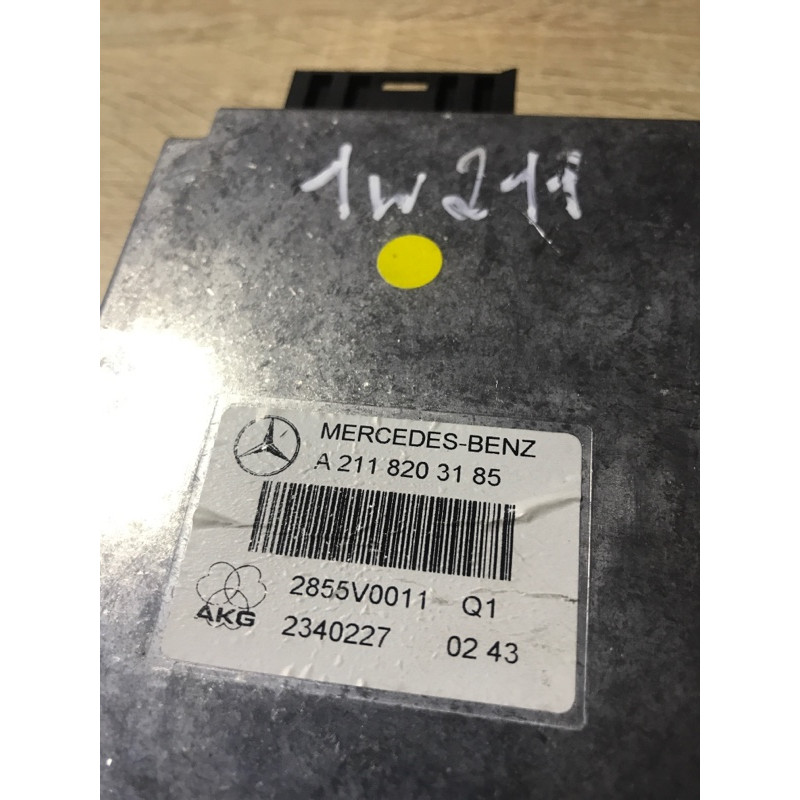 1w211
MERCEDES-BENZ
A 211 820 31 85
2855V0011 Q1
AKG
2340227 02 43